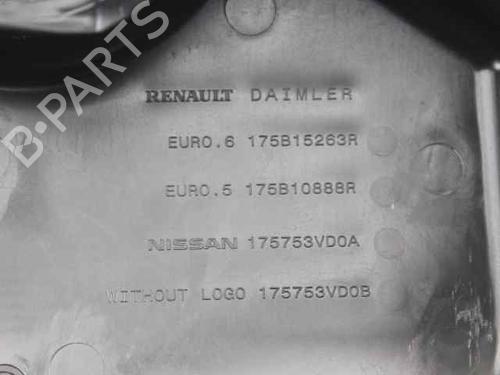 RENAULT DAIMLER
EURO.6 175B15263R
EURO.5 175B10888R
NISSAN 175753VD0A
WITHOUT LOGO 175753VD0B
B-PARTS